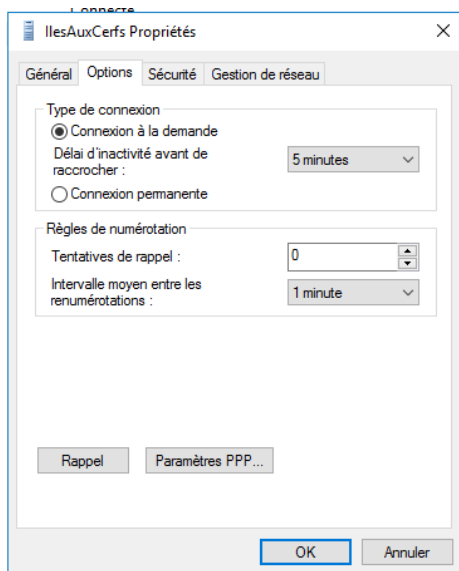 Connecte
IlesAuxCerfs Propriétés
Général Options Sécurité Gestion de réseau
Type de connexion
Connexion à la demande
Délai d'inactivité avant de
raccrocher :
5 minutes
Connexion permanente
Règles de numérotation
Tentatives de rappel :
0
Intervalle moyen entre les
renumérotations :
1 minute
Rappel Paramètres PPP...
OK Annuler